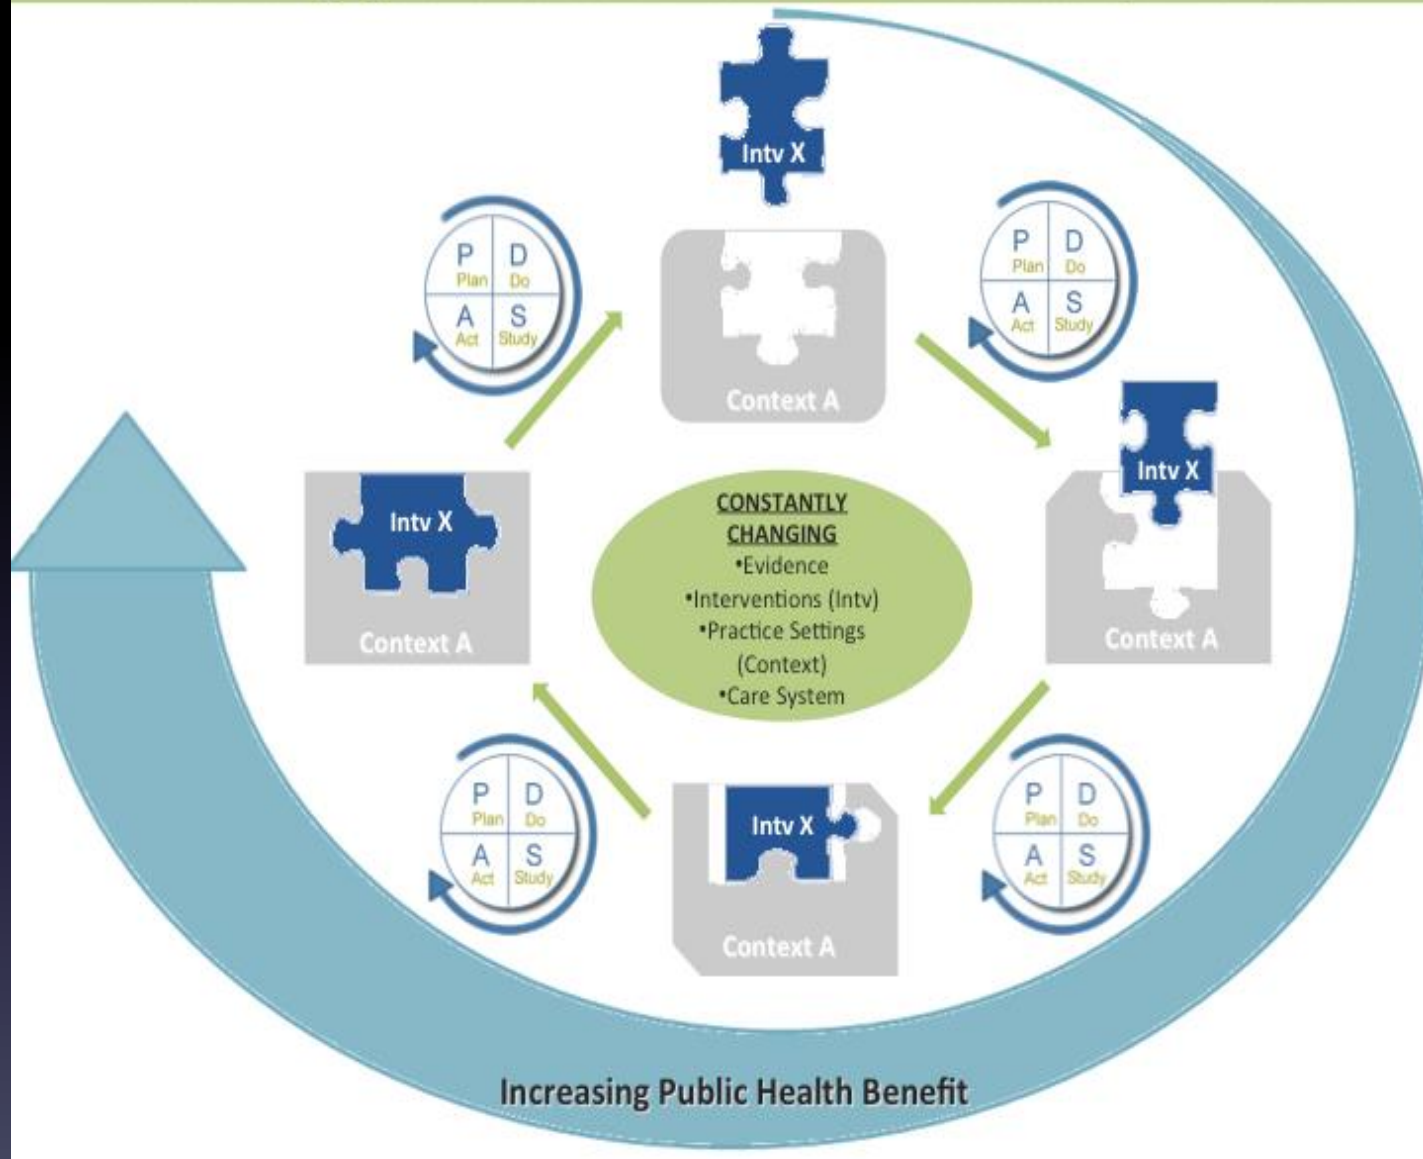 Intv X
P D
Plan Do
A S
Act Study
Context A
P D
Plan Do
A S
Act Study
Intv X
Context A
Intv X
Context A
CONSTANTLY
CHANGING
•Evidence
•Interventions (Intv)
•Practice Settings
(Context)
•Care System
P D
Plan Do
A S
Act Study
Intv X
Context A
P D
Plan Do
A S
Act Study
Increasing Public Health Benefit